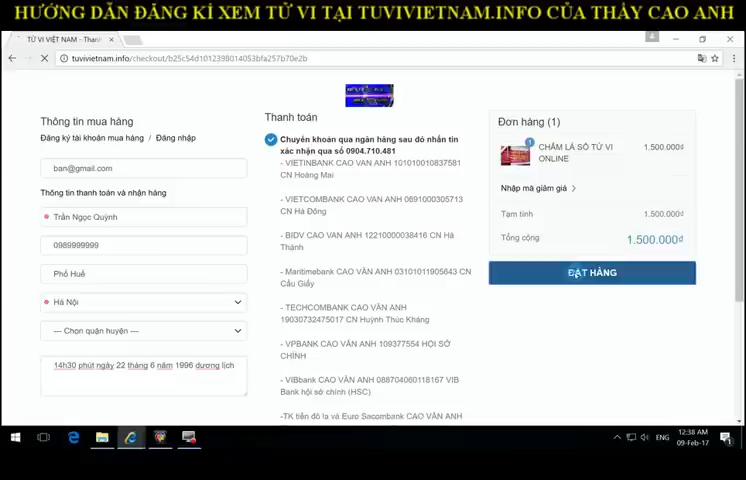 HƯỚNG DẪN ĐĂNG KÍ XEM TỬ VI TẠI TUVIVIETNAM.INFO CỦA THẦY CAO ANH
TỬ VI VIỆT NAM - Thanh
tuvivietnam.info/checkout/b25c54d1012398014053bfa257b70e2b
Thông tin mua hàng
Đăng ký tài khoản mua hàng / Đăng nhập
ban@gmail.com
Thông tin thanh toán và nhận hàng
Trần Ngọc Quỳnh
0989999999
Phố Huế
Hà Nội
--- Chọn quận huyện ---
14h30 phút ngày 22 tháng 6 năm 1996 dương lịch
Thanh toán
Chuyển khoản qua ngân hàng sau đó nhắn tin
xác nhận qua số 0904.710.481
- VIETINBANK CAO VAN ANH 101010010837581
CN Hoàng Mai
- VIETCOMBANK CAO VAN ANH 0691000305713
CN Hà Đông
- BIDV CAO VAN ANH 12210000038416 CN Hà
Thành
- Maritimebank CAO VÂN ANH 03101011905643 CN
Cầu Giấy
- TECHCOMBANK CAO VÂN ANH
19030732475017 CN Huỳnh Thúc Kháng
- VPBANK CAO VÂN ANH 109377554 HỘI SỞ
CHÍNH
- VIBbank CAO VÂN ANH 088704060118167 VIB
Bank hội sở chính (HSC)
-TK tiền đô la và Euro Sacombank CAO VÂN ANH
Đơn hàng (1)
1
CHẤM LÁ SỐ TỬ VI
ONLINE
1.500.000₫
Nhập mã giảm giá
Tạm tính
1.500.000₫
Tổng cộng
1.500.000₫
ĐẶT HÀNG
ENG
12:38 AM
09-Feb-17
1